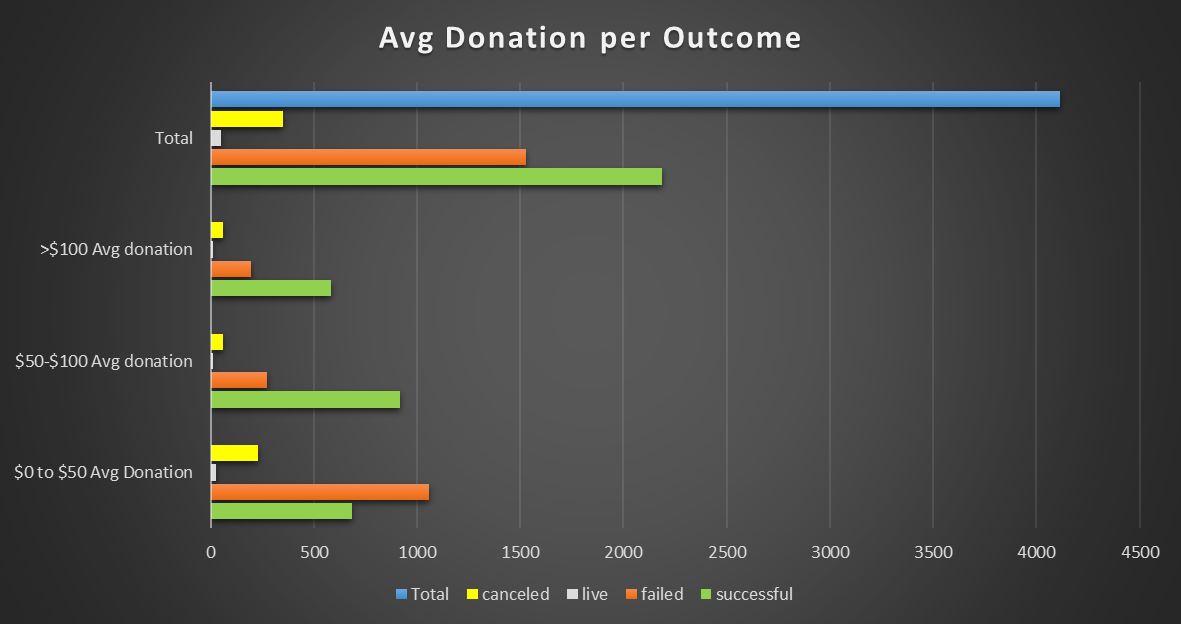 Avg Donation per Outcome
Total
>$100 Avg donation
$50-$100 Avg donation
$0 to $50 Avg Donation
0 500 1000 1500 2000 2500 3000 3500 4000 4500
Total canceled live failed successful